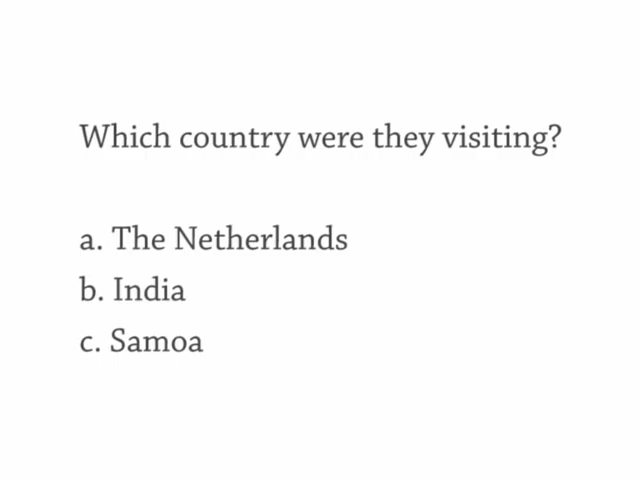 Which country were they visiting?
a. The Netherlands
b. India
c. Samoa